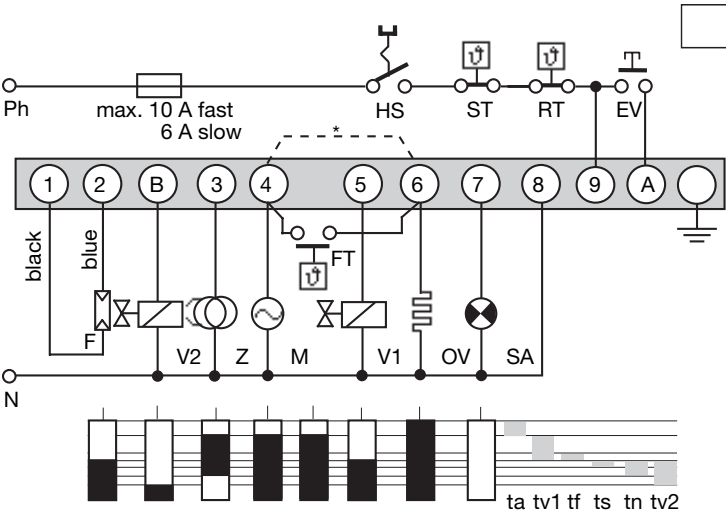 Ph
max. 10 A fast
6 A slow
HS
ϑ
ST
ϑ
RT
EV
*
1 2 B 3 4 5 6 7 8 9 A
black
blue
FT
ϑ
F
V2
Z
M
V1
OV
SA
N
ta tv1 tf ts tn tv2